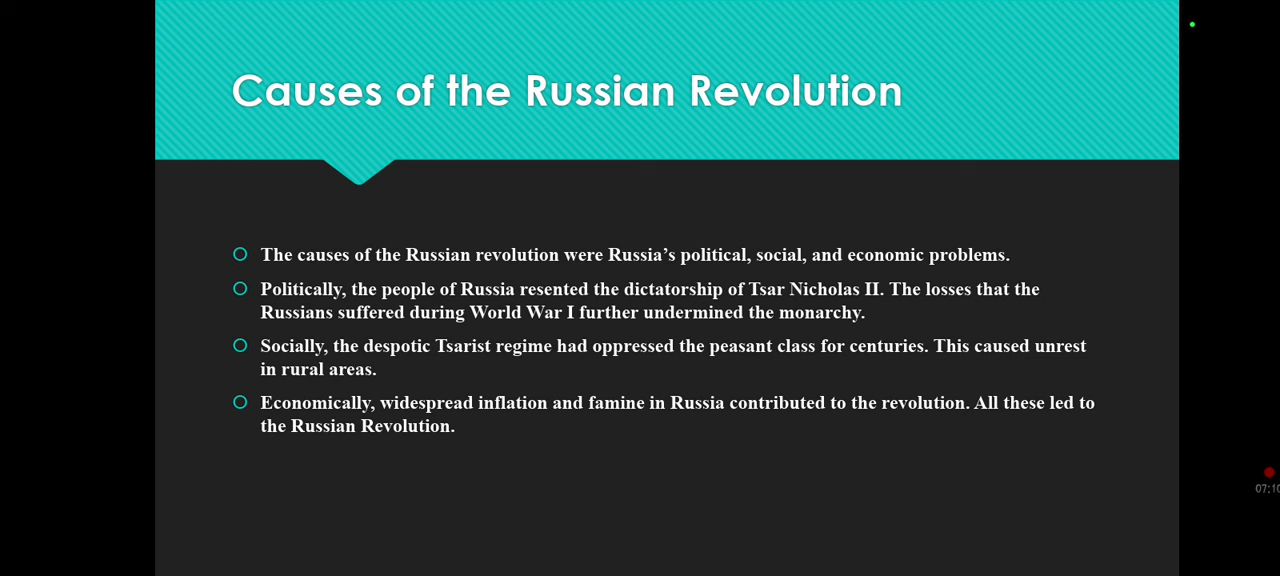 Causes of the Russian Revolution
The causes of the Russian revolution were Russia’s political, social, and economic problems.
Politically, the people of Russia resented the dictatorship of Tsar Nicholas II. The losses that the
Russians suffered during World War I further undermined the monarchy.
Socially, the despotic Tsarist regime had oppressed the peasant class for centuries. This caused unrest
in rural areas.
Economically, widespread inflation and famine in Russia contributed to the revolution. All these led to
the Russian Revolution.